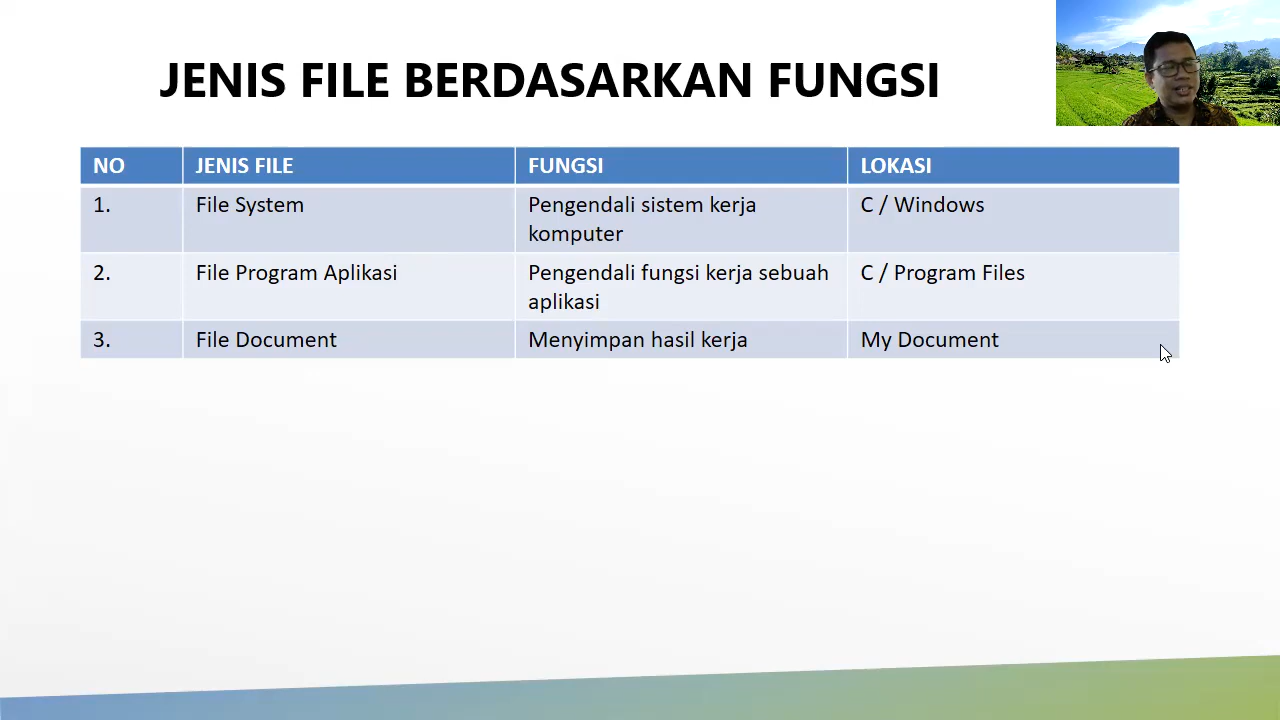 JENIS FILE BERDASARKAN FUNGSI
NO JENIS FILE FUNGSI LOKASI
1. File System Pengendali sistem kerja C / Windows
komputer
2. File Program Aplikasi Pengendali fungsi kerja sebuah C / Program Files
aplikasi
3. File Document Menyimpan hasil kerja My Document